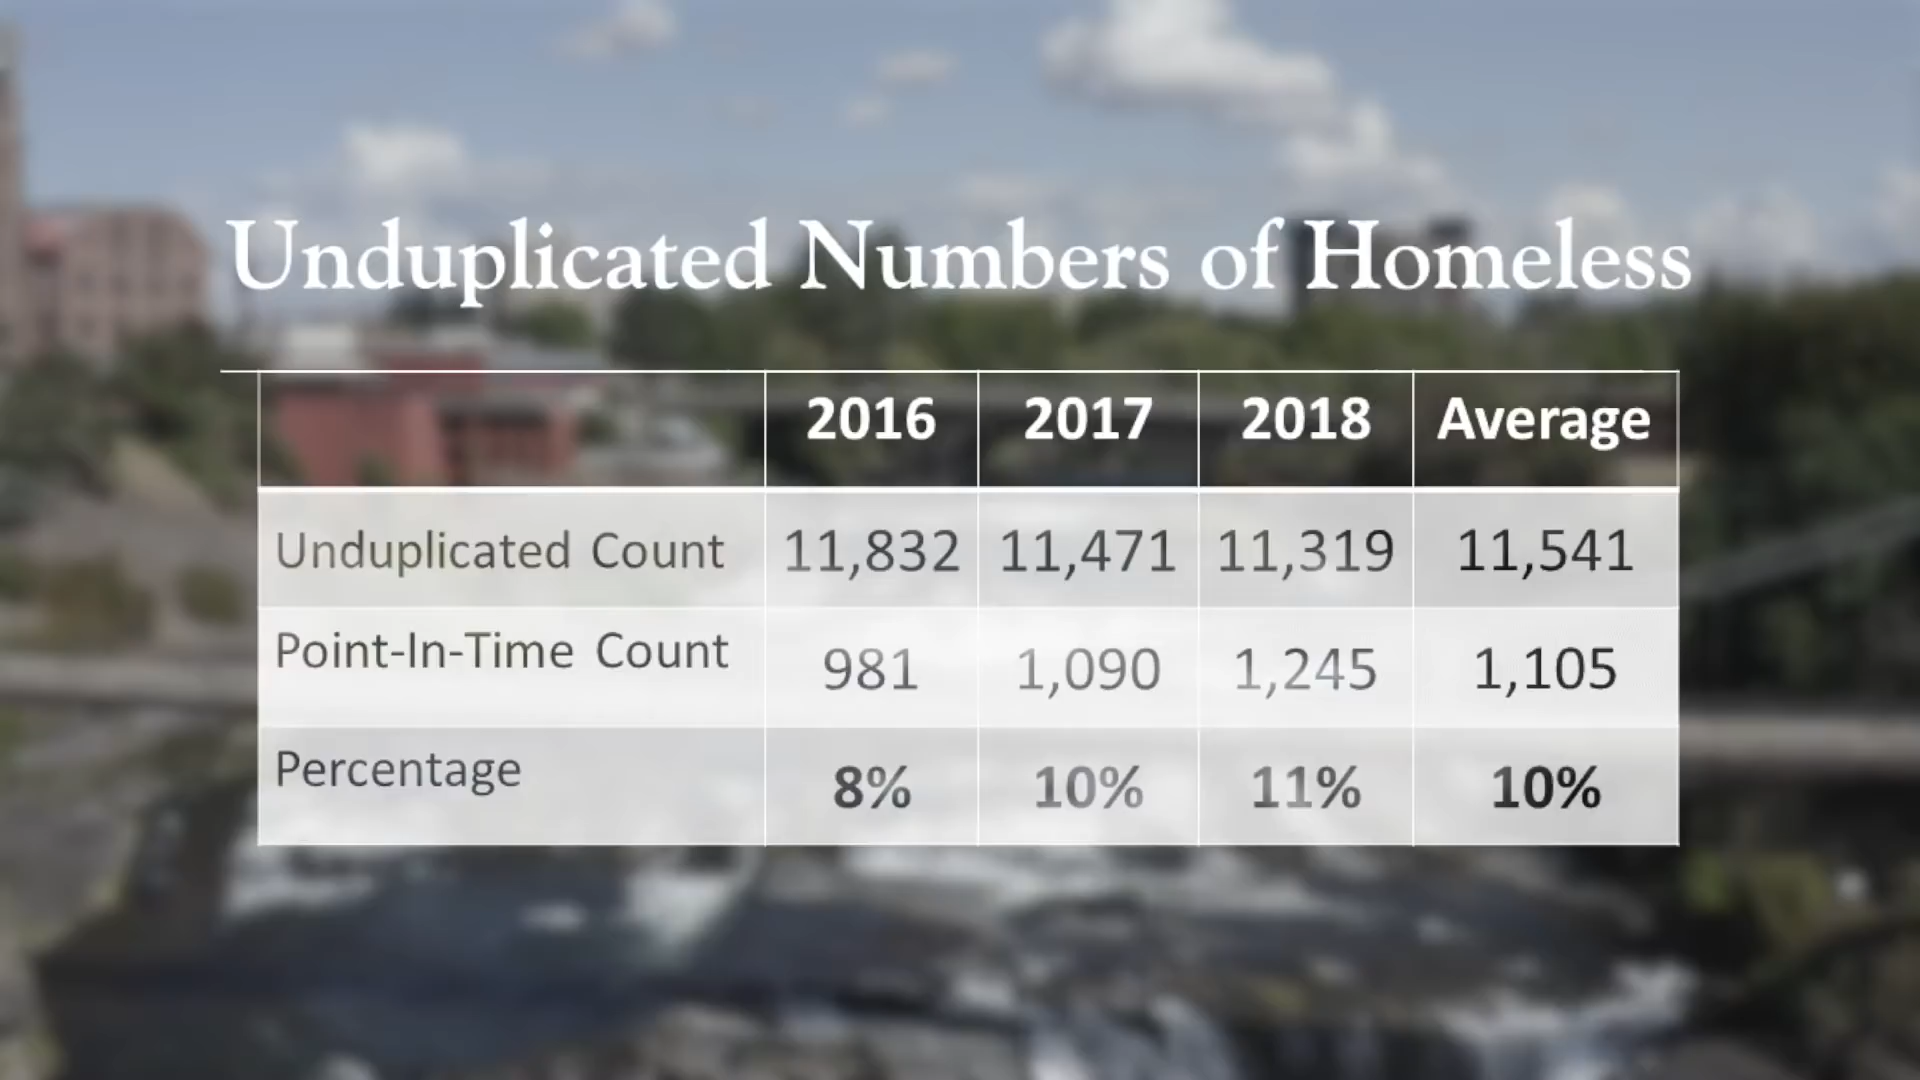 Unduplicated Numbers of Homeless
2016 2017 2018 Average
Unduplicated Count 11,832 11,471 11,319 11,541
Point-In-Time Count 981 1,090 1,245 1,105
Percentage 8% 10% 11% 10%